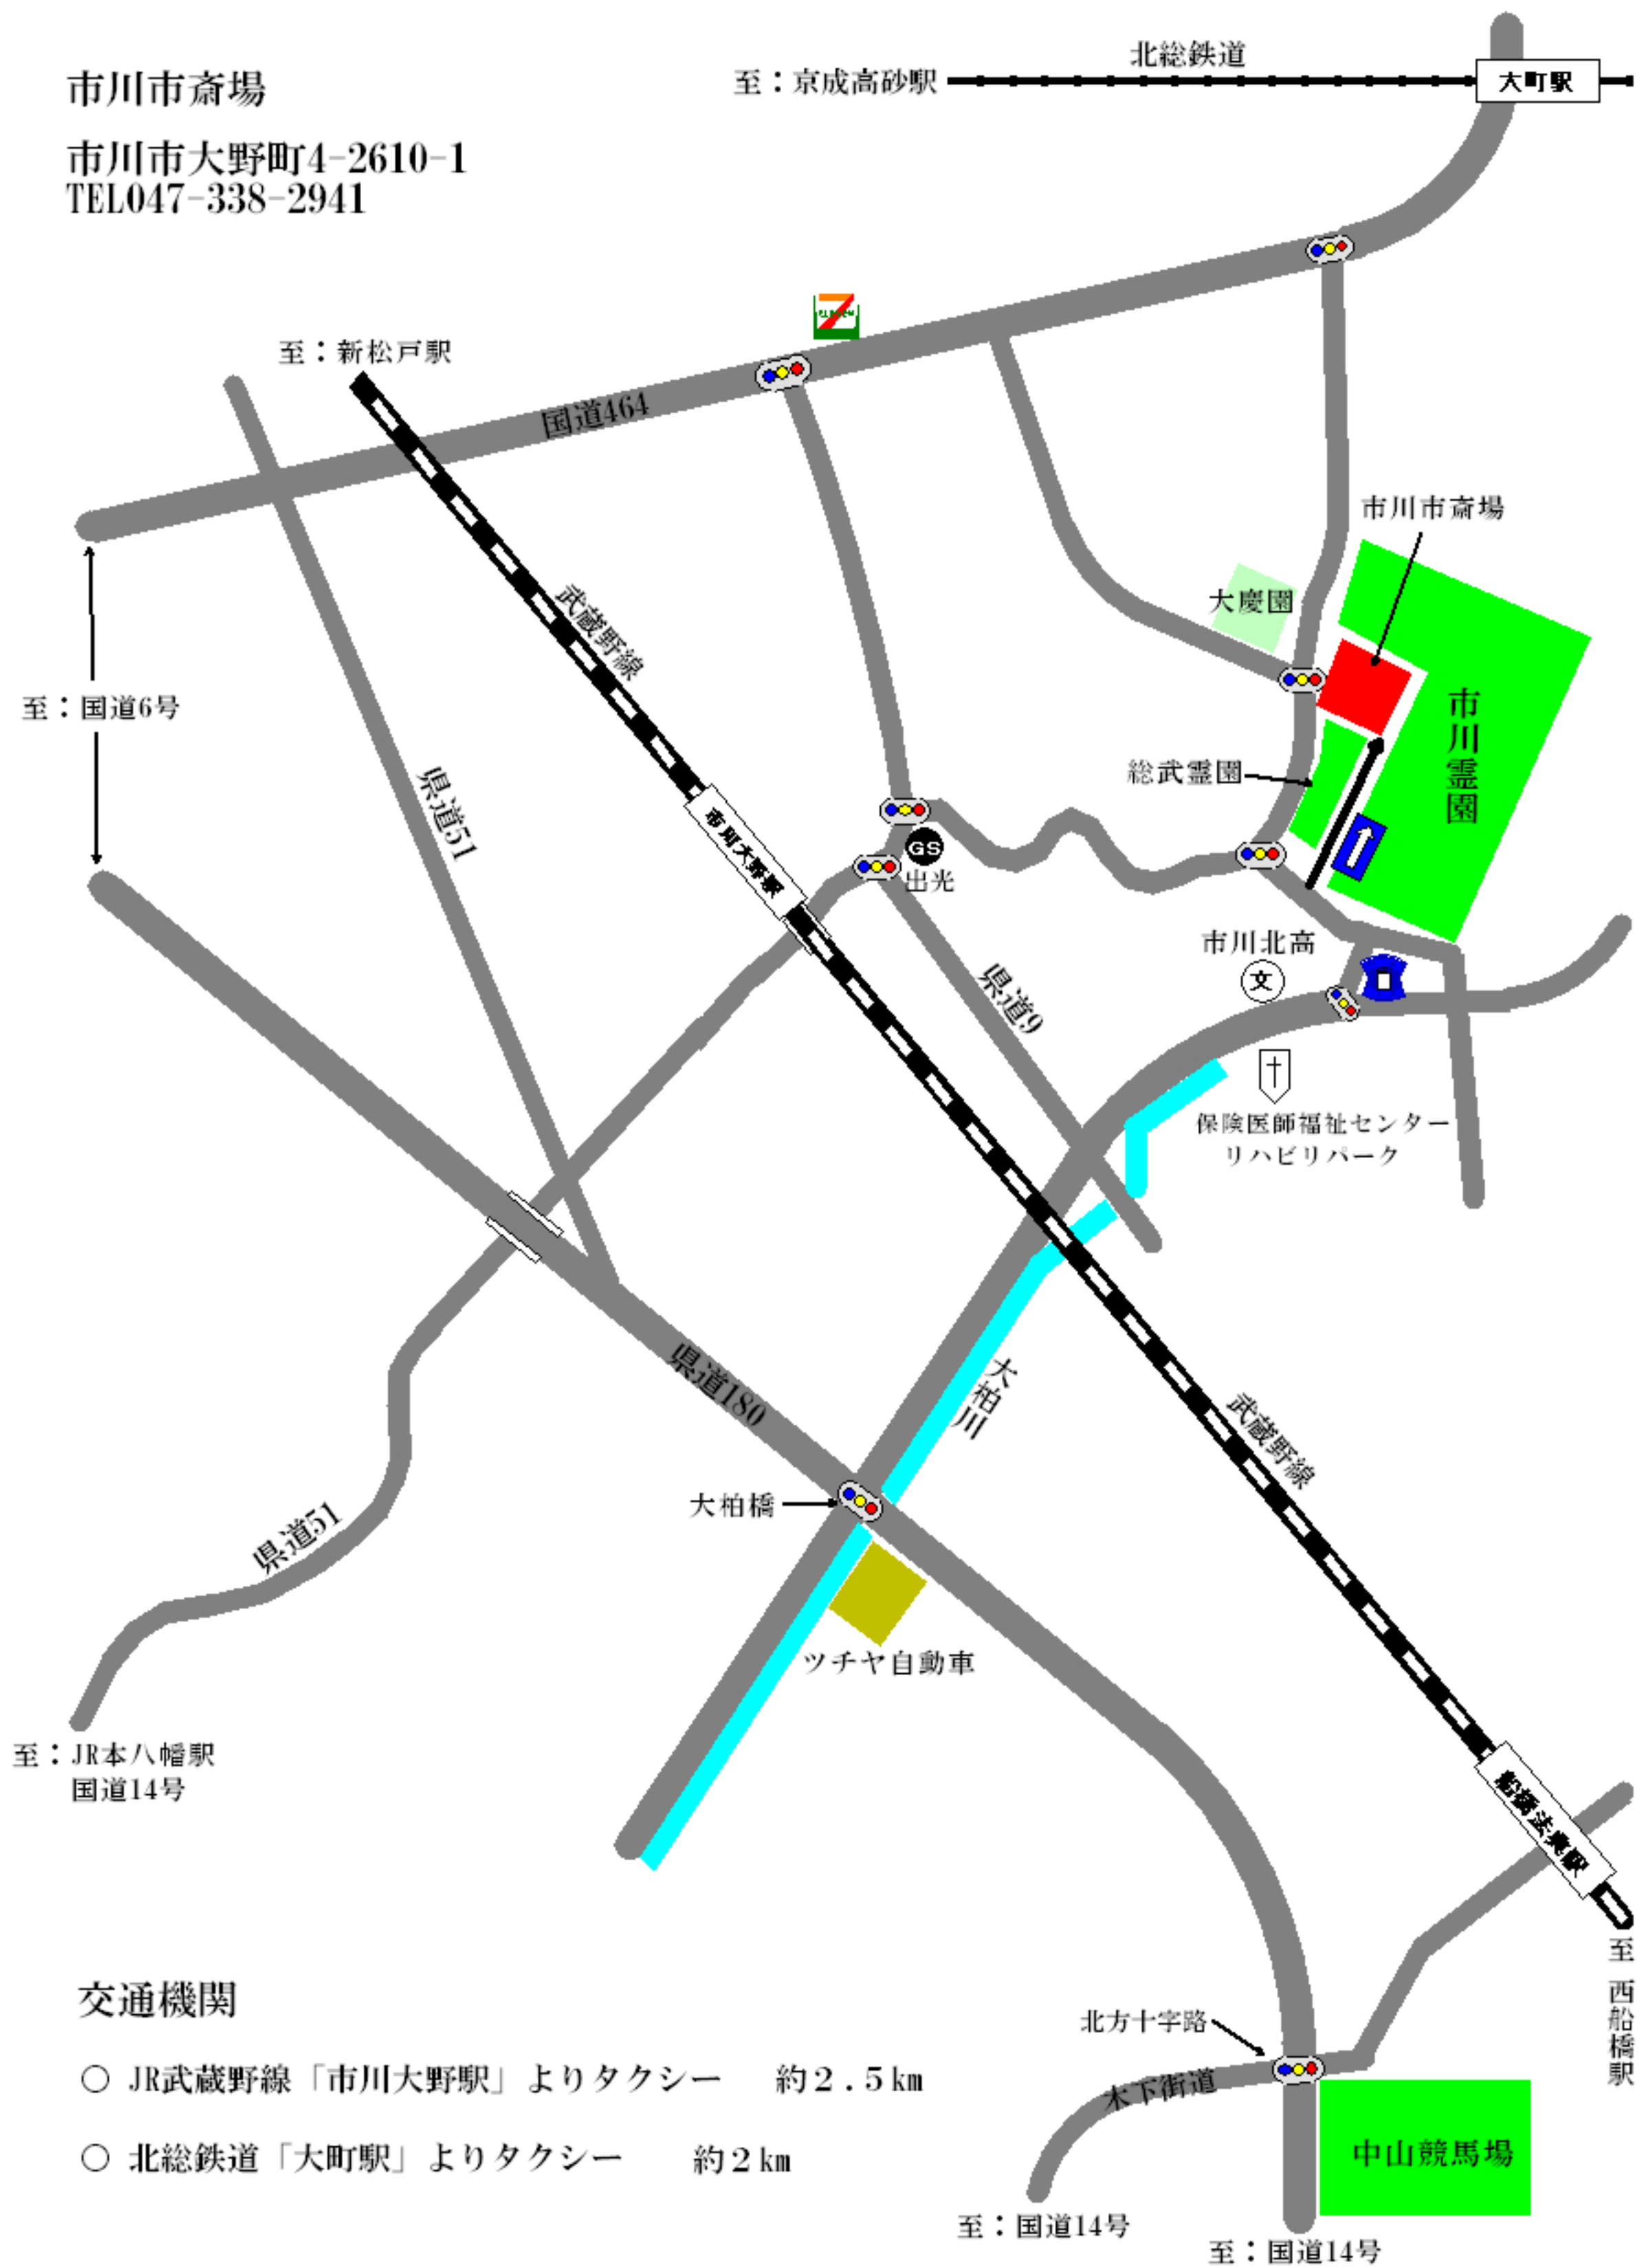 市川市斎場
市川市大野町4-2610-1
TEL047-338-2941
北総鉄道
至：京成高砂駅
大町駅
至：新松戸駅
国道464
市川市斎場
武蔵野線
大慶園
至：国道6号
市川霊園
総武霊園
県道51
市川大野駅
GS
出光
市川北高
文
県道9
保険医師福祉センター
リハビリパーク
県道180
大柏川
武蔵野線
大柏橋
県道51
ツチヤ自動車
至：JR本八幡駅
国道14号
船橋法典駅
至 西船橋駅
交通機関
北方十字路
○ JR武蔵野線「市川大野駅」よりタクシー 約2.5km
木下街道
○ 北総鉄道「大町駅」よりタクシー 約2km
中山競馬場
至：国道14号
至：国道14号